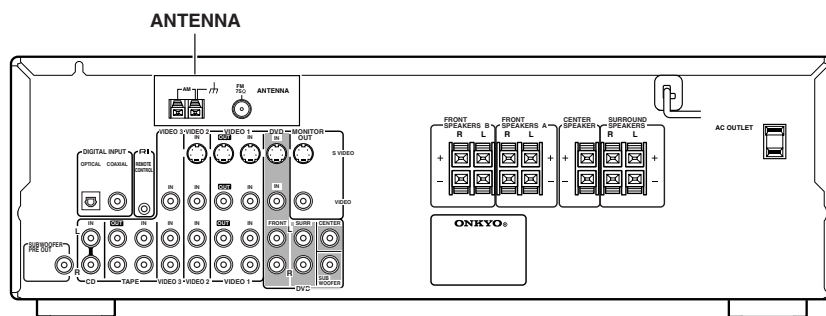 ANTENNA
AM
FM
75Ω
ANTENNA
VIDEO 3 VIDEO 2 VIDEO 1 DVD MONITOR
OUT
IN OUT IN IN
S VIDEO
DIGITAL INPUT
OPTICAL COAXIAL
RI
REMOTE
CONTROL
IN IN OUT IN IN
VIDEO
IN OUT IN IN IN OUT IN FRONT SURR CENTER
L
L
SUBWOOFER
PRE OUT
R
R
SUB
WOOFER
CD TAPE VIDEO 3 VIDEO 2 VIDEO 1 DVD
FRONT
SPEAKERS B
R L
FRONT
SPEAKERS A
R L
CENTER
SPEAKER
SURROUND
SPEAKERS
R L
+ + +
– – –
AC OUTLET
ONKYO®